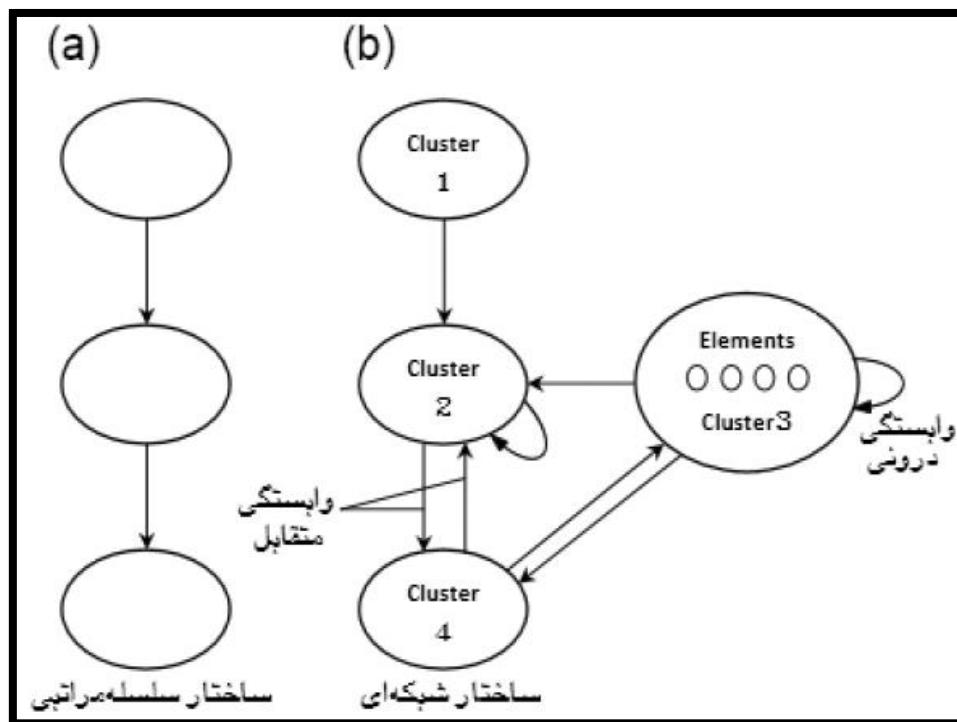 (a)
(b)
Cluster
1
Cluster
2
Elements
Cluster3
وابستگی
درونی
وابستگی
متقابل
Cluster
4
ساختار سلسله‌مراتبی
ساختار شبکه‌ای